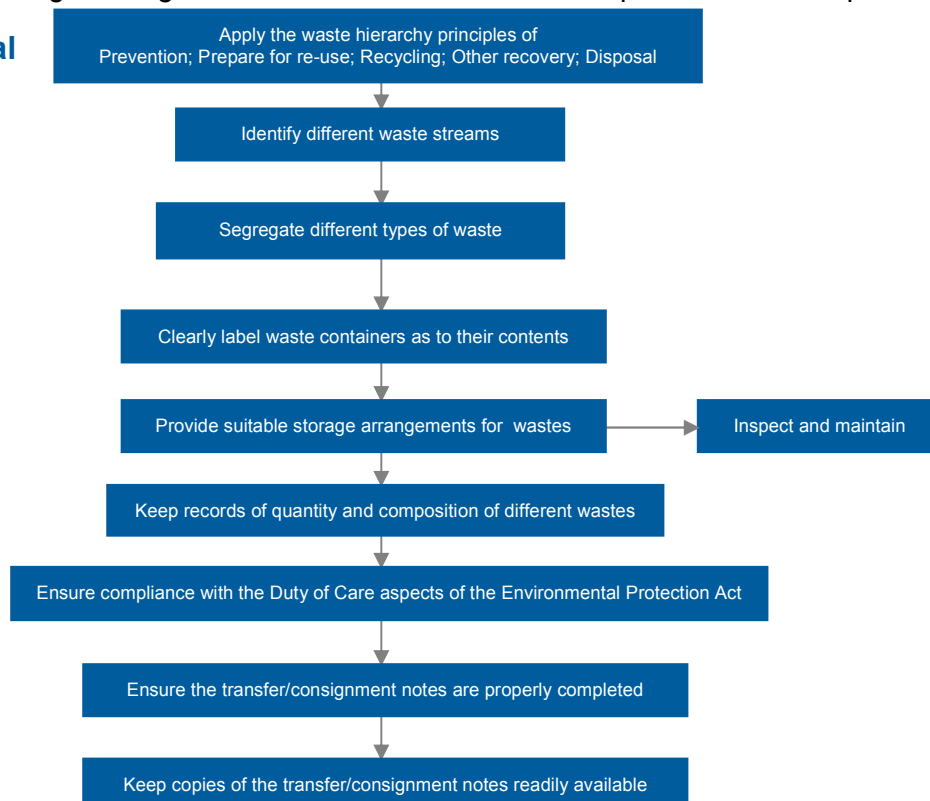 al
Apply the waste hierarchy principles of
Prevention; Prepare for re-use; Recycling; Other recovery; Disposal
Identify different waste streams
Segregate different types of waste
Clearly label waste containers as to their contents
Provide suitable storage arrangements for  wastes
Inspect and maintain
Keep records of quantity and composition of different wastes
Ensure compliance with the Duty of Care aspects of the Environmental Protection Act
Ensure the transfer/consignment notes are properly completed
Keep copies of the transfer/consignment notes readily available